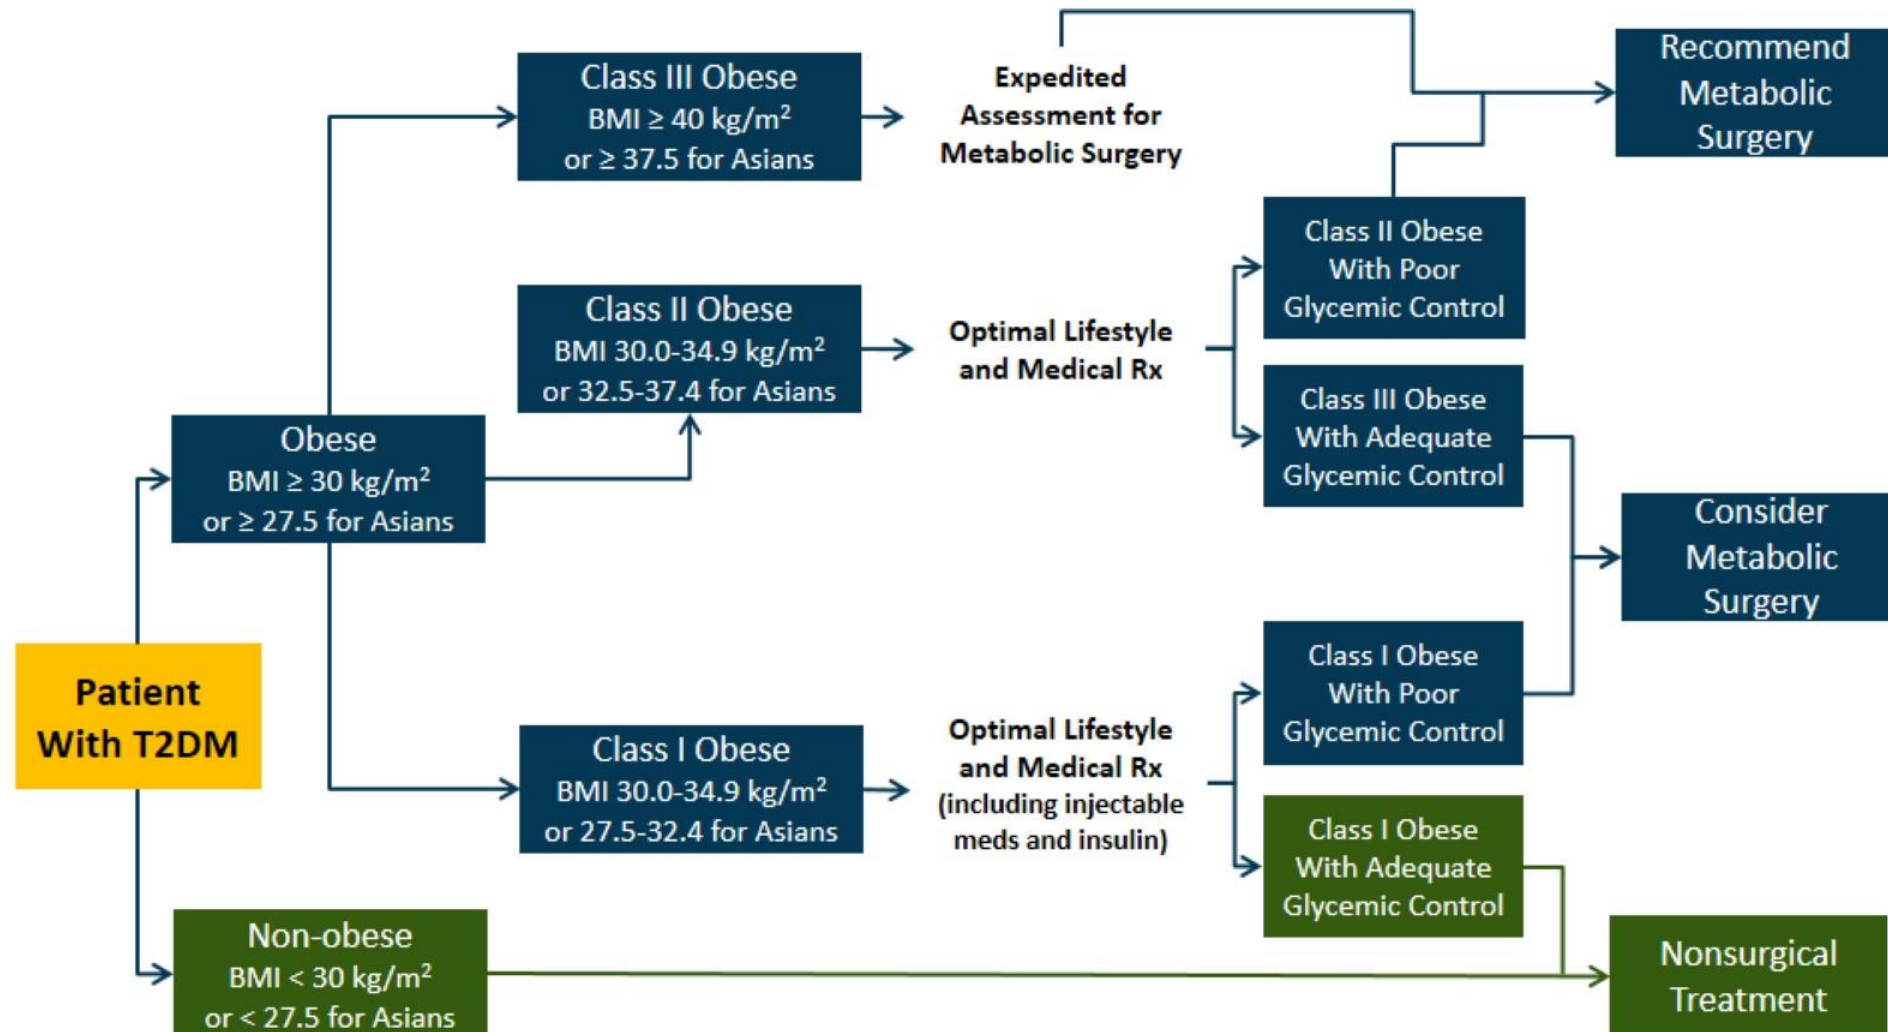 Class III Obese
BMI ≥ 40 kg/m²
or ≥ 37.5 for Asians
Expedited
Assessment for
Metabolic Surgery
Recommend
Metabolic
Surgery
Class II Obese
With Poor
Glycemic Control
Class II Obese
BMI 30.0-34.9 kg/m²
or 32.5-37.4 for Asians
Optimal Lifestyle
and Medical Rx
Class III Obese
With Adequate
Glycemic Control
Obese
BMI ≥ 30 kg/m²
or ≥ 27.5 for Asians
Consider
Metabolic
Surgery
Patient
With T2DM
Class I Obese
BMI 30.0-34.9 kg/m²
or 27.5-32.4 for Asians
Optimal Lifestyle
and Medical Rx
(including injectable
meds and insulin)
Class I Obese
With Poor
Glycemic Control
Class I Obese
With Adequate
Glycemic Control
Non-obese
BMI < 30 kg/m²
or < 27.5 for Asians
Nonsurgical
Treatment